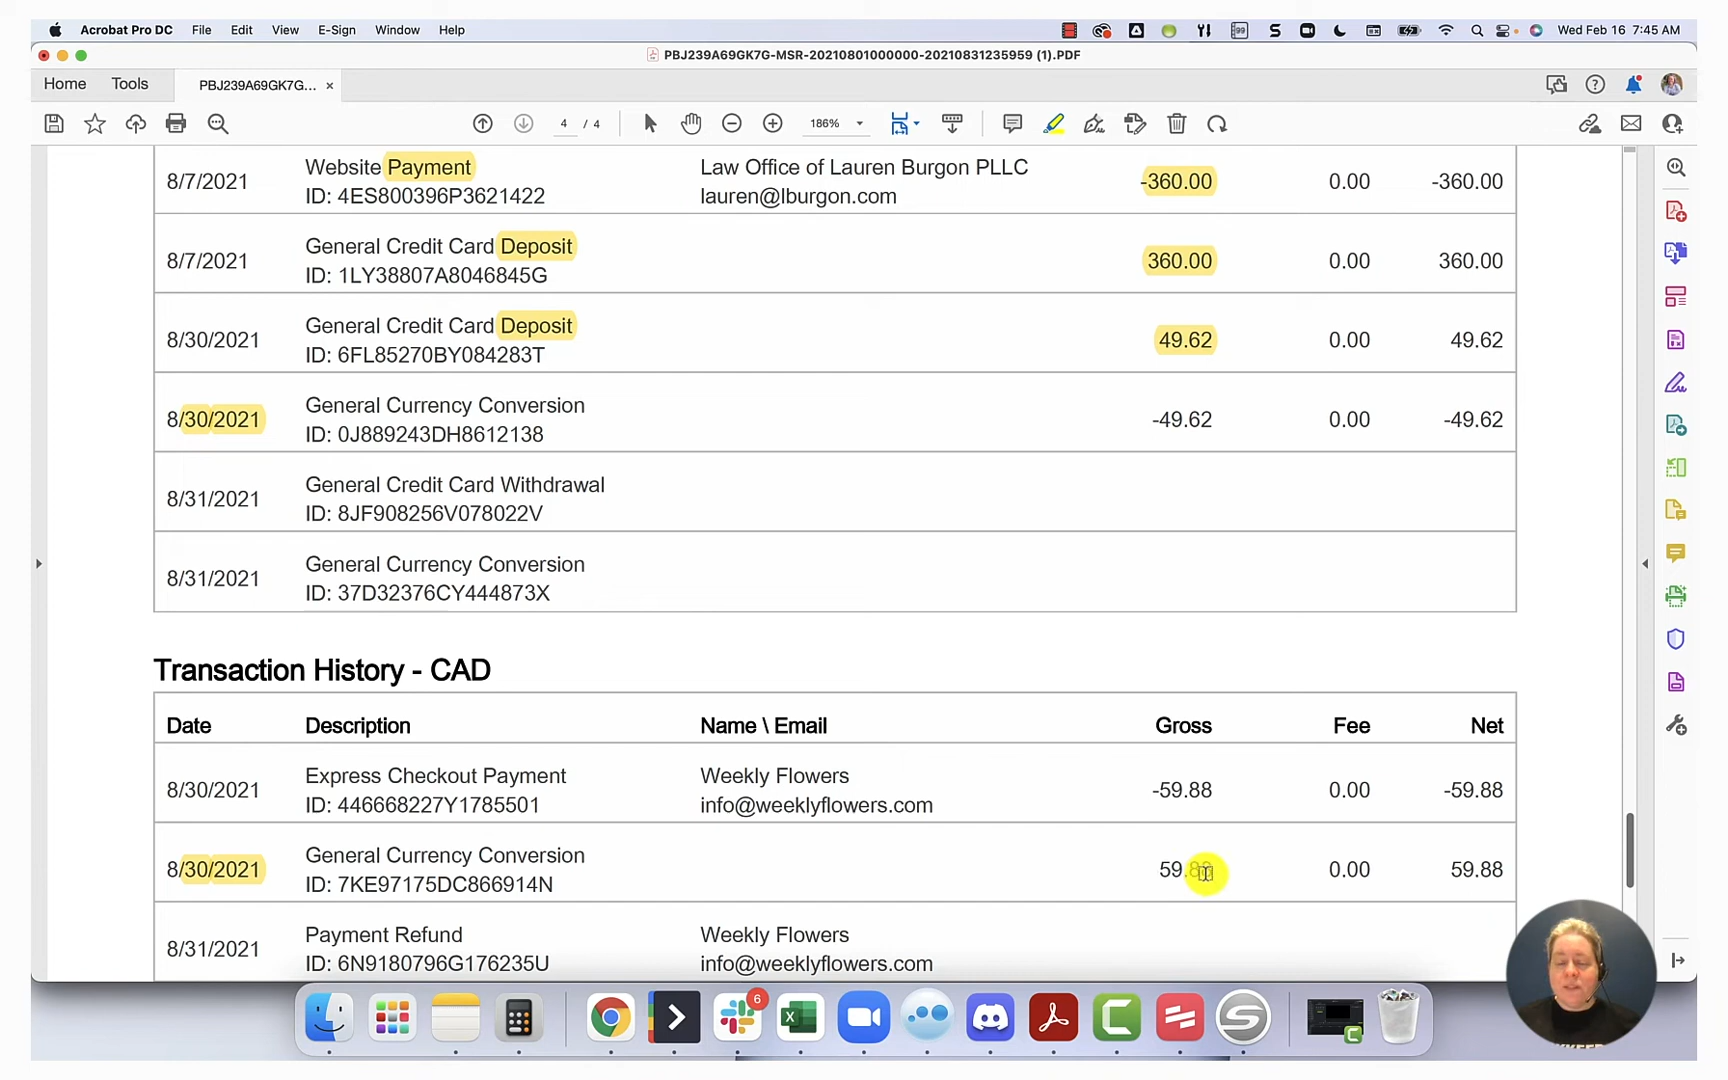 Acrobat Pro DC File Edit View E-Sign Window Help Wed Feb 16 7:45 AM
PBJ239A69GK7G-MSR-20210801000000-20210831235959 (1).PDF
Home Tools PBJ239A69GK7G... ×
4 / 4 186%
8/7/2021 Website Payment Law Office of Lauren Burgon PLLC -360.00 0.00 -360.00
ID: 4ES800396P3621422 lauren@lburgon.com
8/7/2021 General Credit Card Deposit 360.00 0.00 360.00
ID: 1LY38807A8046845G
8/30/2021 General Credit Card Deposit 49.62 0.00 49.62
ID: 6FL85270BY084283T
8/30/2021 General Currency Conversion -49.62 0.00 -49.62
ID: 0J889243DH8612138
8/31/2021 General Credit Card Withdrawal
ID: 8JF908256V078022V
8/31/2021 General Currency Conversion
ID: 37D32376CY444873X
Transaction History - CAD
Date Description Name \ Email Gross Fee Net
8/30/2021 Express Checkout Payment Weekly Flowers -59.88 0.00 -59.88
ID: 446668227Y1785501 info@weeklyflowers.com
8/30/2021 General Currency Conversion 59.88 0.00 59.88
ID: 7KE97175DC866914N
8/31/2021 Payment Refund Weekly Flowers
ID: 6N9180796G176235U info@weeklyflowers.com
6